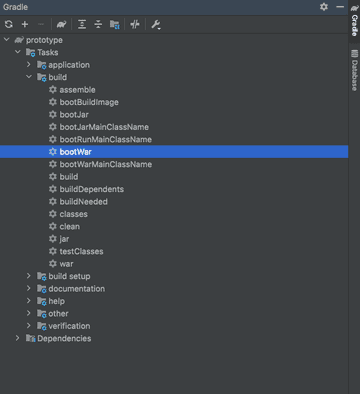 Gradle
prototype
Tasks
application
build
assemble
bootBuildImage
bootJar
bootJarMainClassName
bootRunMainClassName
bootWar
bootWarMainClassName
build
buildDependents
buildNeeded
classes
clean
jar
testClasses
war
build setup
documentation
help
other
verification
Dependencies
Gradle
Database